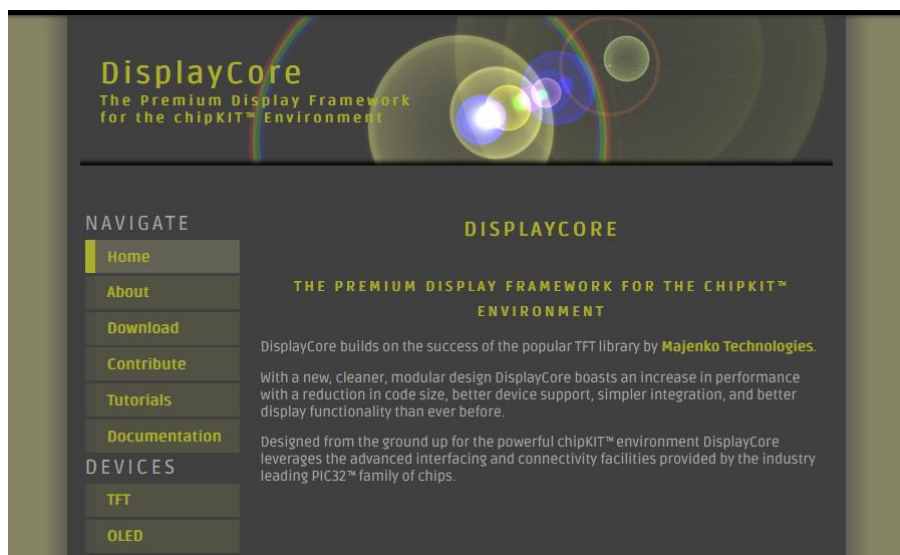 DisplayCore
The Premium Display Framework
for the chipKIT™ Environment
NAVIGATE
Home
About
Download
Contribute
Tutorials
Documentation
DEVICES
TFT
OLED
DISPLAYCORE
THE PREMIUM DISPLAY FRAMEWORK FOR THE CHIPKIT™
ENVIRONMENT
DisplayCore builds on the success of the popular TFT library by Majenko Technologies.
With a new, cleaner, modular design DisplayCore boasts an increase in performance
with a reduction in code size, better device support, simpler integration, and better
display functionality than ever before.
Designed from the ground up for the powerful chipKIT™ environment DisplayCore
leverages the advanced interfacing and connectivity facilities provided by the industry
leading PIC32™ family of chips.